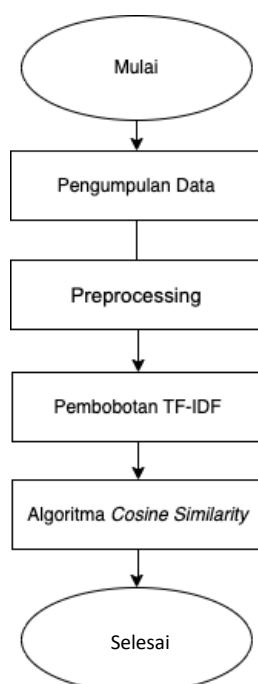 Mulai
Pengumpulan Data
Preprocessing
Pembobotan TF-IDF
Algoritma Cosine Similarity
Selesai